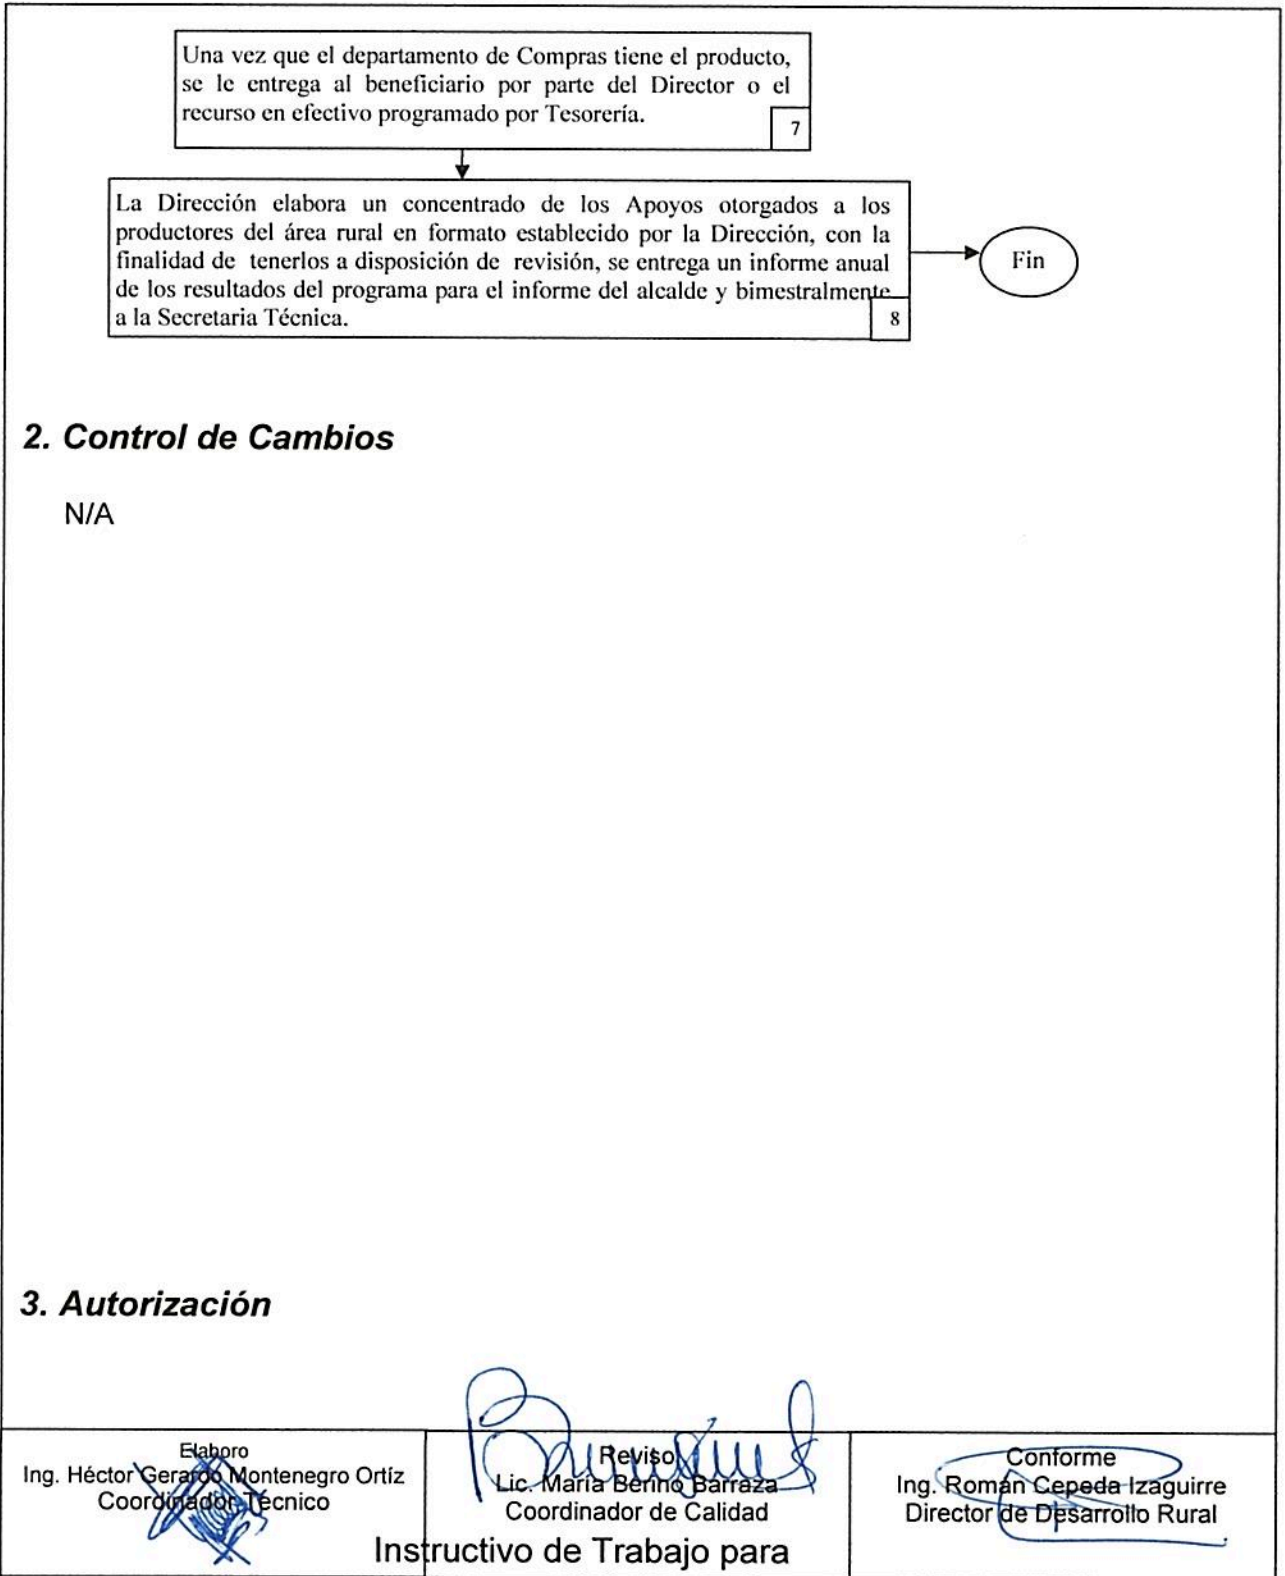 Una vez que el departamento de Compras tiene el producto,
se le entrega al beneficiario por parte del Director o el
recurso en efectivo programado por Tesorería.
7
La Dirección elabora un concentrado de los Apoyos otorgados a los
productores del área rural en formato establecido por la Dirección, con la
finalidad de tenerlos a disposición de revisión, se entrega un informe anual
de los resultados del programa para el informe del alcalde y bimestralmente
a la Secretaria Técnica.
8
Fin
2. Control de Cambios
N/A
3. Autorización
Elaboro
Ing. Héctor Gerardo Montenegro Ortíz
Coordinador Técnico
Reviso
Lic. María Berino Barraza
Coordinador de Calidad
Conforme
Ing. Román Cepeda Izaguirre
Director de Desarrollo Rural
Instructivo de Trabajo para